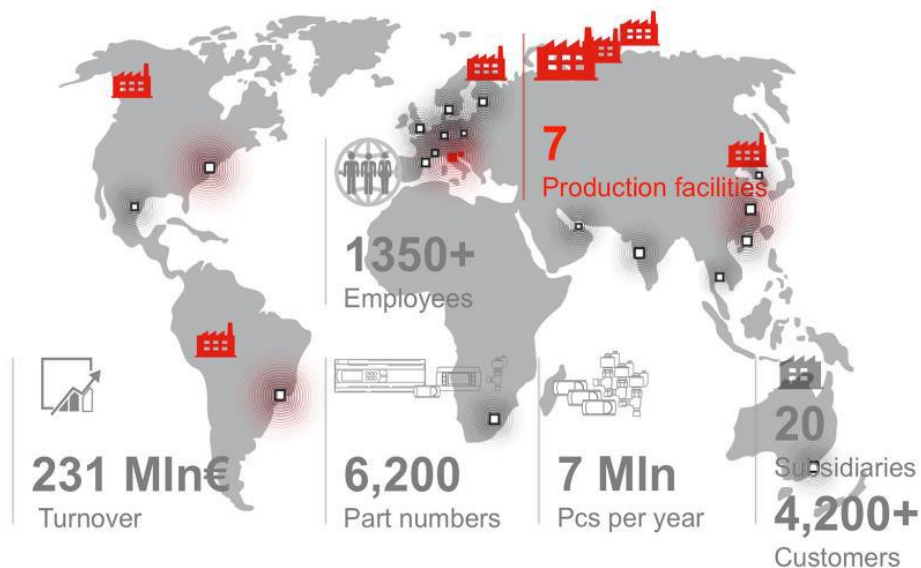 7
Production facilities
1350+
Employees
231 Mln€
Turnover
6,200
Part numbers
7 Mln
Pcs per year
20
Subsidiaries
4,200+
Customers